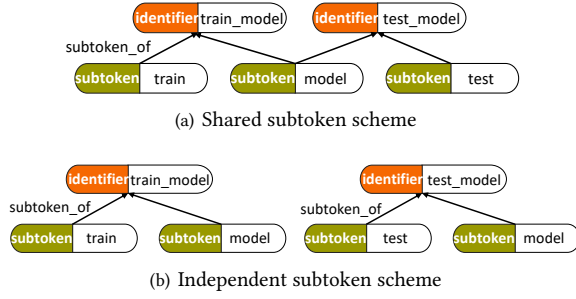 identifier train_model identifier test_model
subtoken_of
subtoken train subtoken model subtoken test
(a) Shared subtoken scheme
identifier train_model identifier test_model
subtoken_of subtoken_of
subtoken train subtoken model subtoken test subtoken model
(b) Independent subtoken scheme